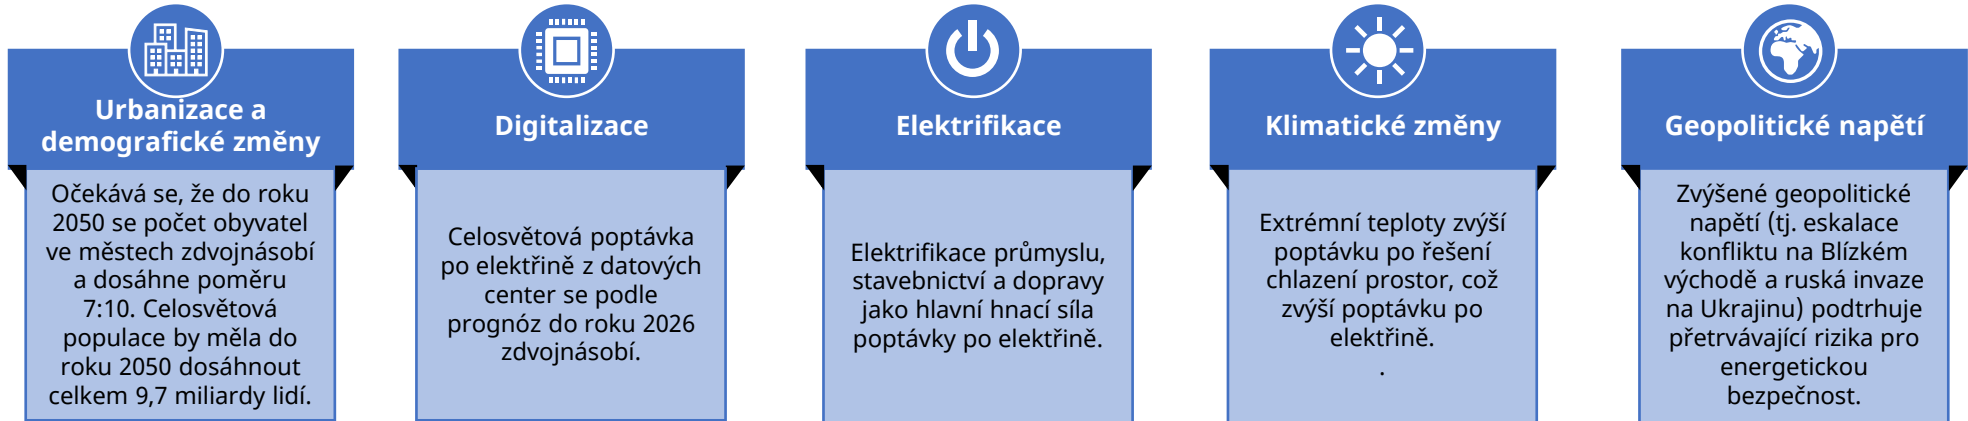 Urbanizace a
demografické změny
Očekává se, že do roku
2050 se počet obyvatel
ve městech zdvojnásobí
a dosáhne poměru
7:10. Celosvětová
populace by měla do
roku 2050 dosáhnout
celkem 9,7 miliardy lidí.
Digitalizace
Celosvětová poptávka
po elektřině z datových
center se podle
prognóz do roku 2026
zdvojnásobí.
Elektrifikace
Elektrifikace průmyslu,
stavebnictví a dopravy
jako hlavní hnací síla
poptávky po elektřině.
Klimatické změny
Extrémní teploty zvýší
poptávku po řešení
chlazení prostor, což
zvýší poptávku po
elektřině.
.
Geopolitické napětí
Zvýšené geopolitické
napětí (tj. eskalace
konfliktu na Blízkém
východě a ruská invaze
na Ukrajinu) podtrhuje
přetrvávající rizika pro
energetickou
bezpečnost.